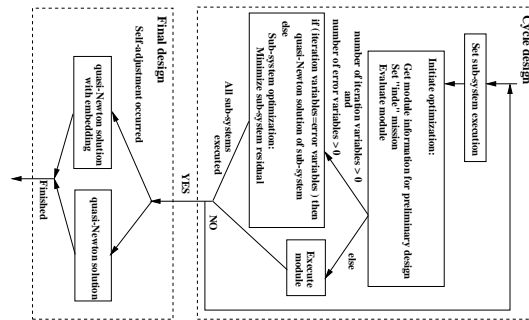 Cycle design
Set sub-system execution
Initiate optimization:
Get module information for preliminary design
Set "inde" mission
Evaluate module
number of iteration variables > 0
and
number of error variables > 0
else
if (iteration variables=error variables ) then
quasi-Newton solution of sub-system
else
Sub-system optimization:
Minimize sub-system residual
Execute
module
All sub-systems
executed
YES
NO
Final design
Self-adjustment occurred
quasi-Newton solution
with embedding
quasi-Newton solution
Finished